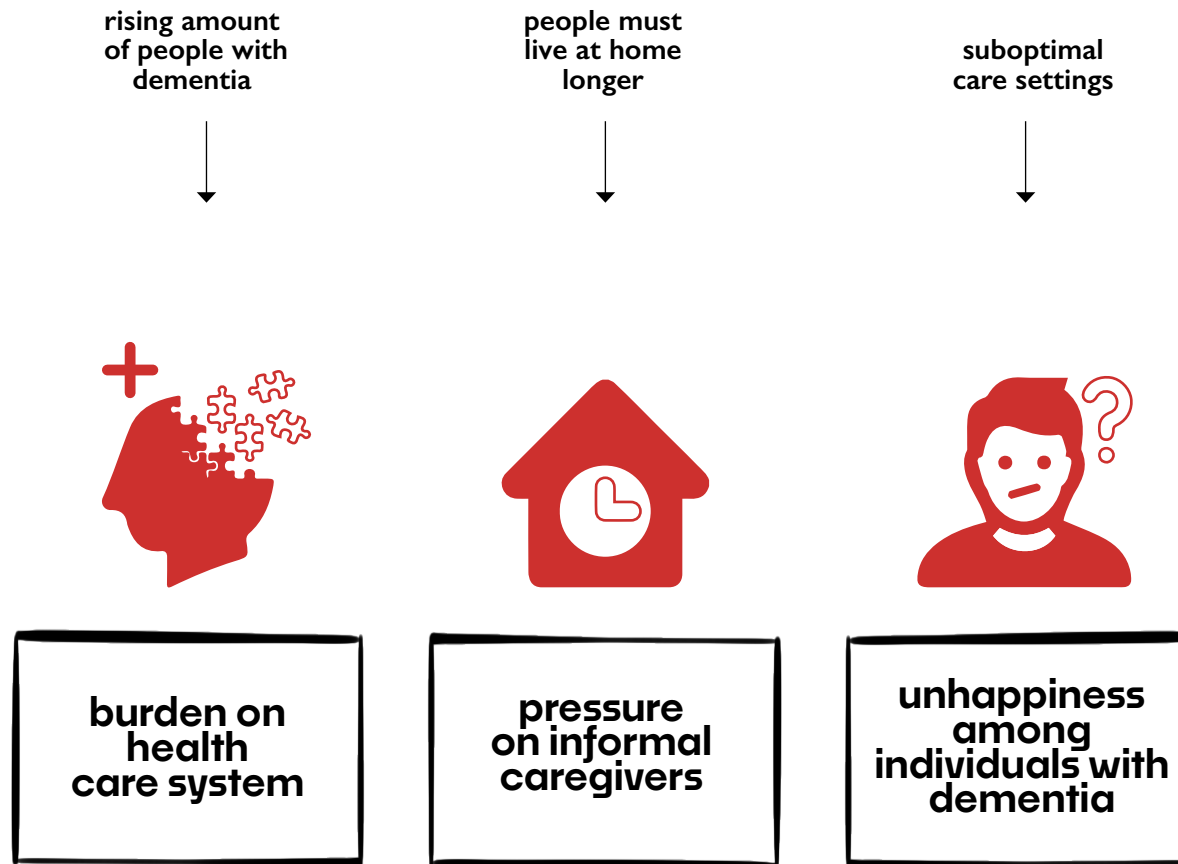 rising amount
of people with
dementia
people must
live at home
longer
suboptimal
care settings
burden on
health
care system
pressure
on informal
caregivers
unhappiness
among
individuals with
dementia